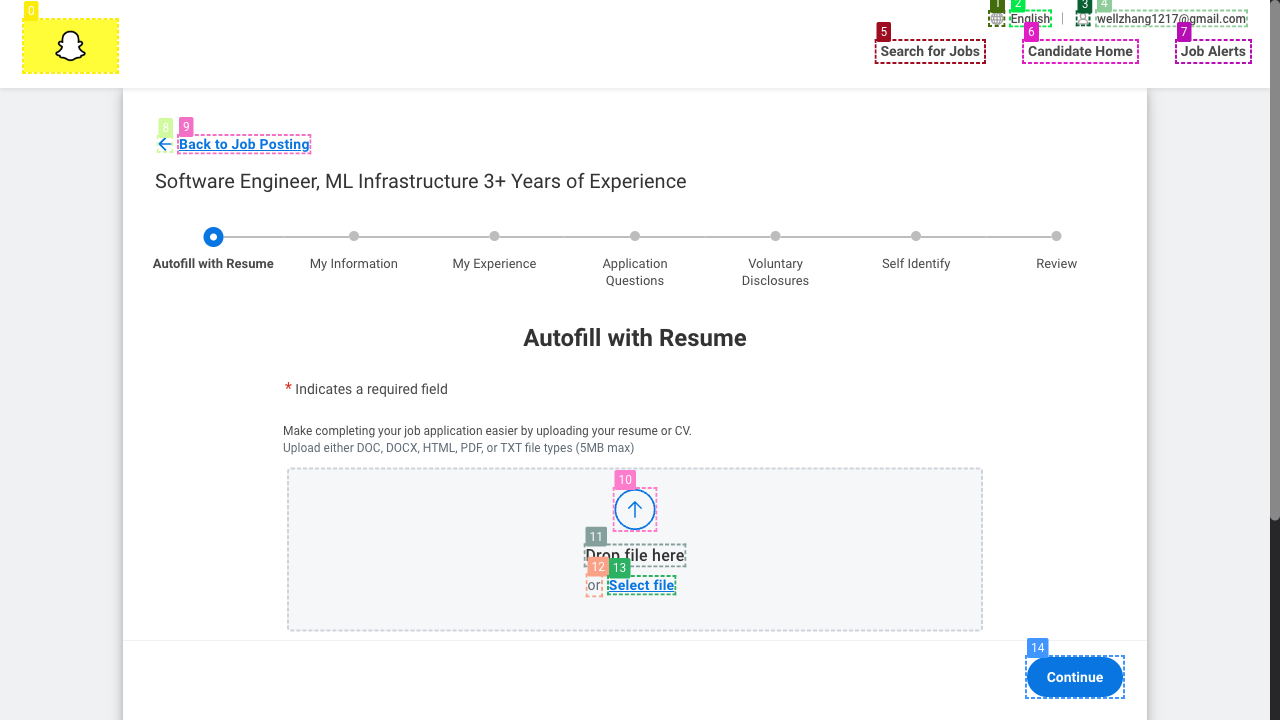 0
1
2
3
4
English
wellzhang1217@gmail.com
5
6
7
Search for Jobs
Candidate Home
Job Alerts
8
9
Back to Job Posting
Software Engineer, ML Infrastructure 3+ Years of Experience
Autofill with Resume
My Information
My Experience
Application
Questions
Voluntary
Disclosures
Self Identify
Review
Autofill with Resume
* Indicates a required field
Make completing your job application easier by uploading your resume or CV.
Upload either DOC, DOCX, HTML, PDF, or TXT file types (5MB max)
10
11
Drop file here
12
13
or
Select file
14
Continue